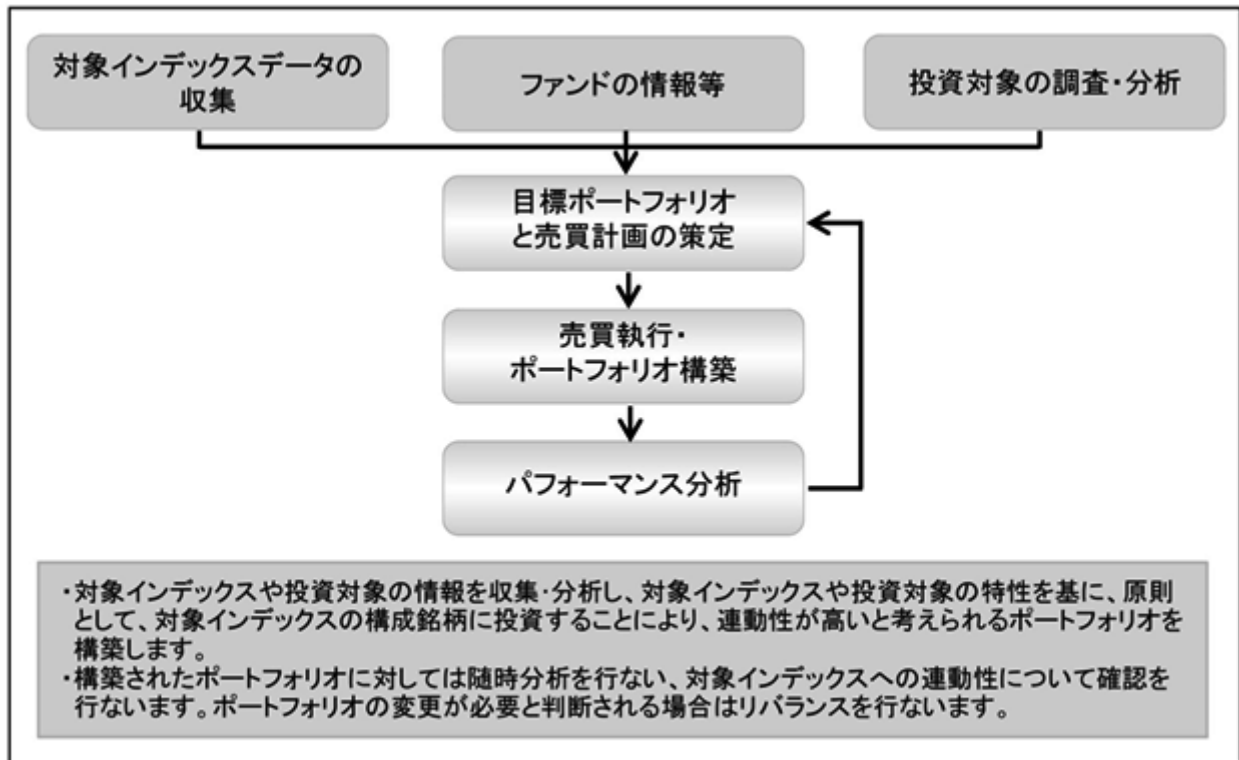 対象インデックスデータの
収集
ファンドの情報等
投資対象の調査・分析
目標ポートフォリオ
と売買計画の策定
売買執行・
ポートフォリオ構築
パフォーマンス分析
・対象インデックスや投資対象の情報を収集・分析し、対象インデックスや投資対象の特性を基に、原則
として、対象インデックスの構成銘柄に投資することにより、連動性が高いと考えられるポートフォリオを
構築します。
・構築されたポートフォリオに対しては随時分析を行ない、対象インデックスへの連動性について確認を
行ないます。ポートフォリオの変更が必要と判断される場合はリバランスを行ないます。